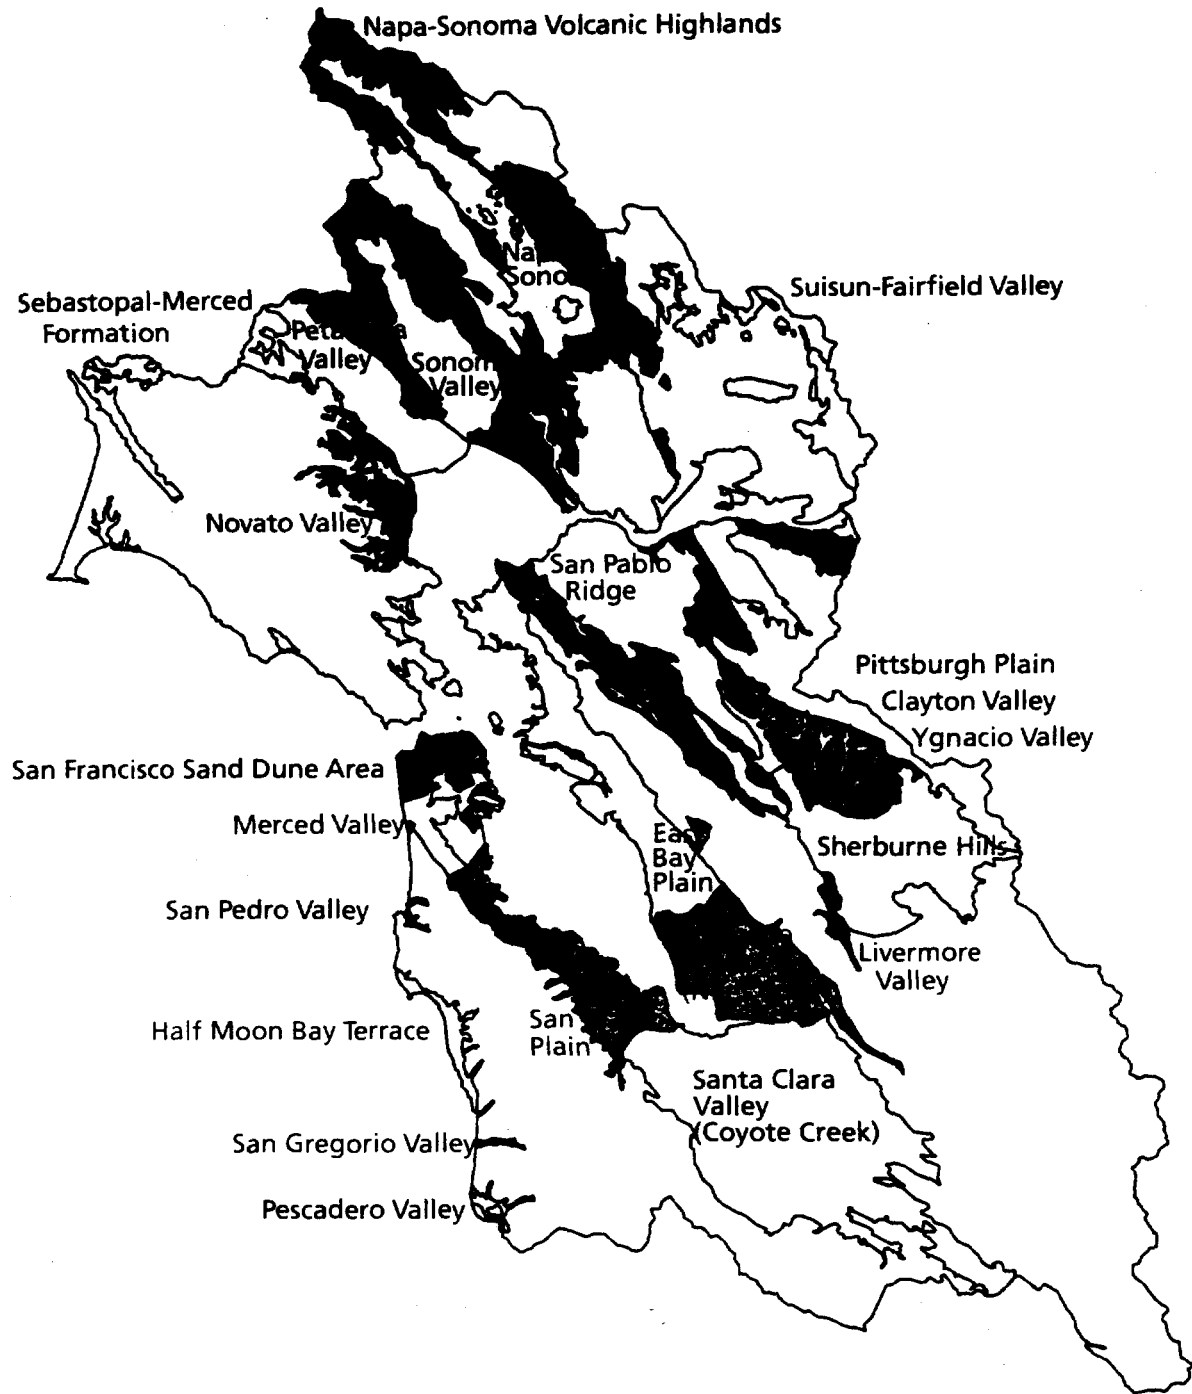 Napa-Sonoma Volcanic Highlands
Suisun-Fairfield Valley
Sebastopal-Merced
Formation
Valley
Valley
Novato Valley
San Pablo
Ridge
Pittsburgh Plain
Clayton Valley
Ygnacio Valley
San Francisco Sand Dune Area
Merced Valley
Sherburne Hills
East
Bay
Plain
San Pedro Valley
Livermore
Valley
Half Moon Bay Terrace
San
Plain
Santa Clara
Valley
(Coyote Creek)
San Gregorio Valley
Pescadero Valley